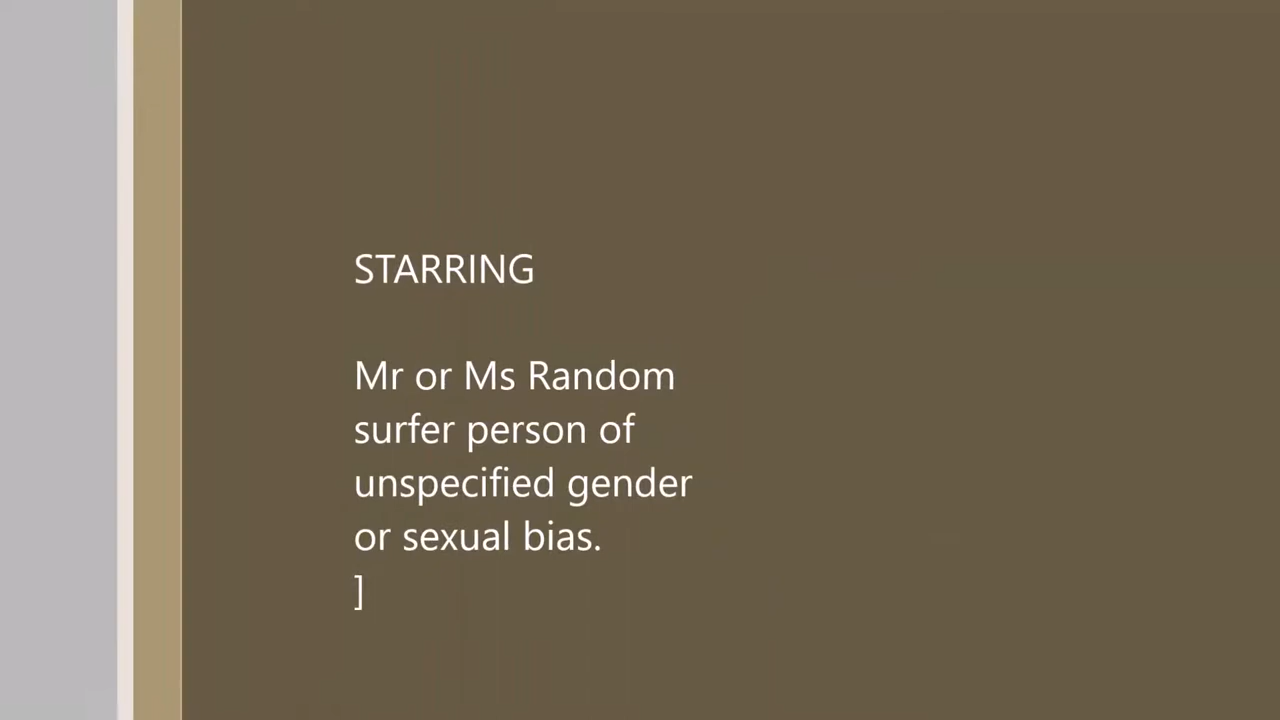 STARRING
Mr or Ms Random
surfer person of
unspecified gender
or sexual bias.
]